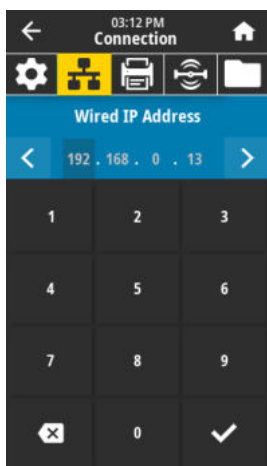 03:12 PM
Connection
Wired IP Address
192 . 168 . 0 . 13
1 2 3
4 5 6
7 8 9
0